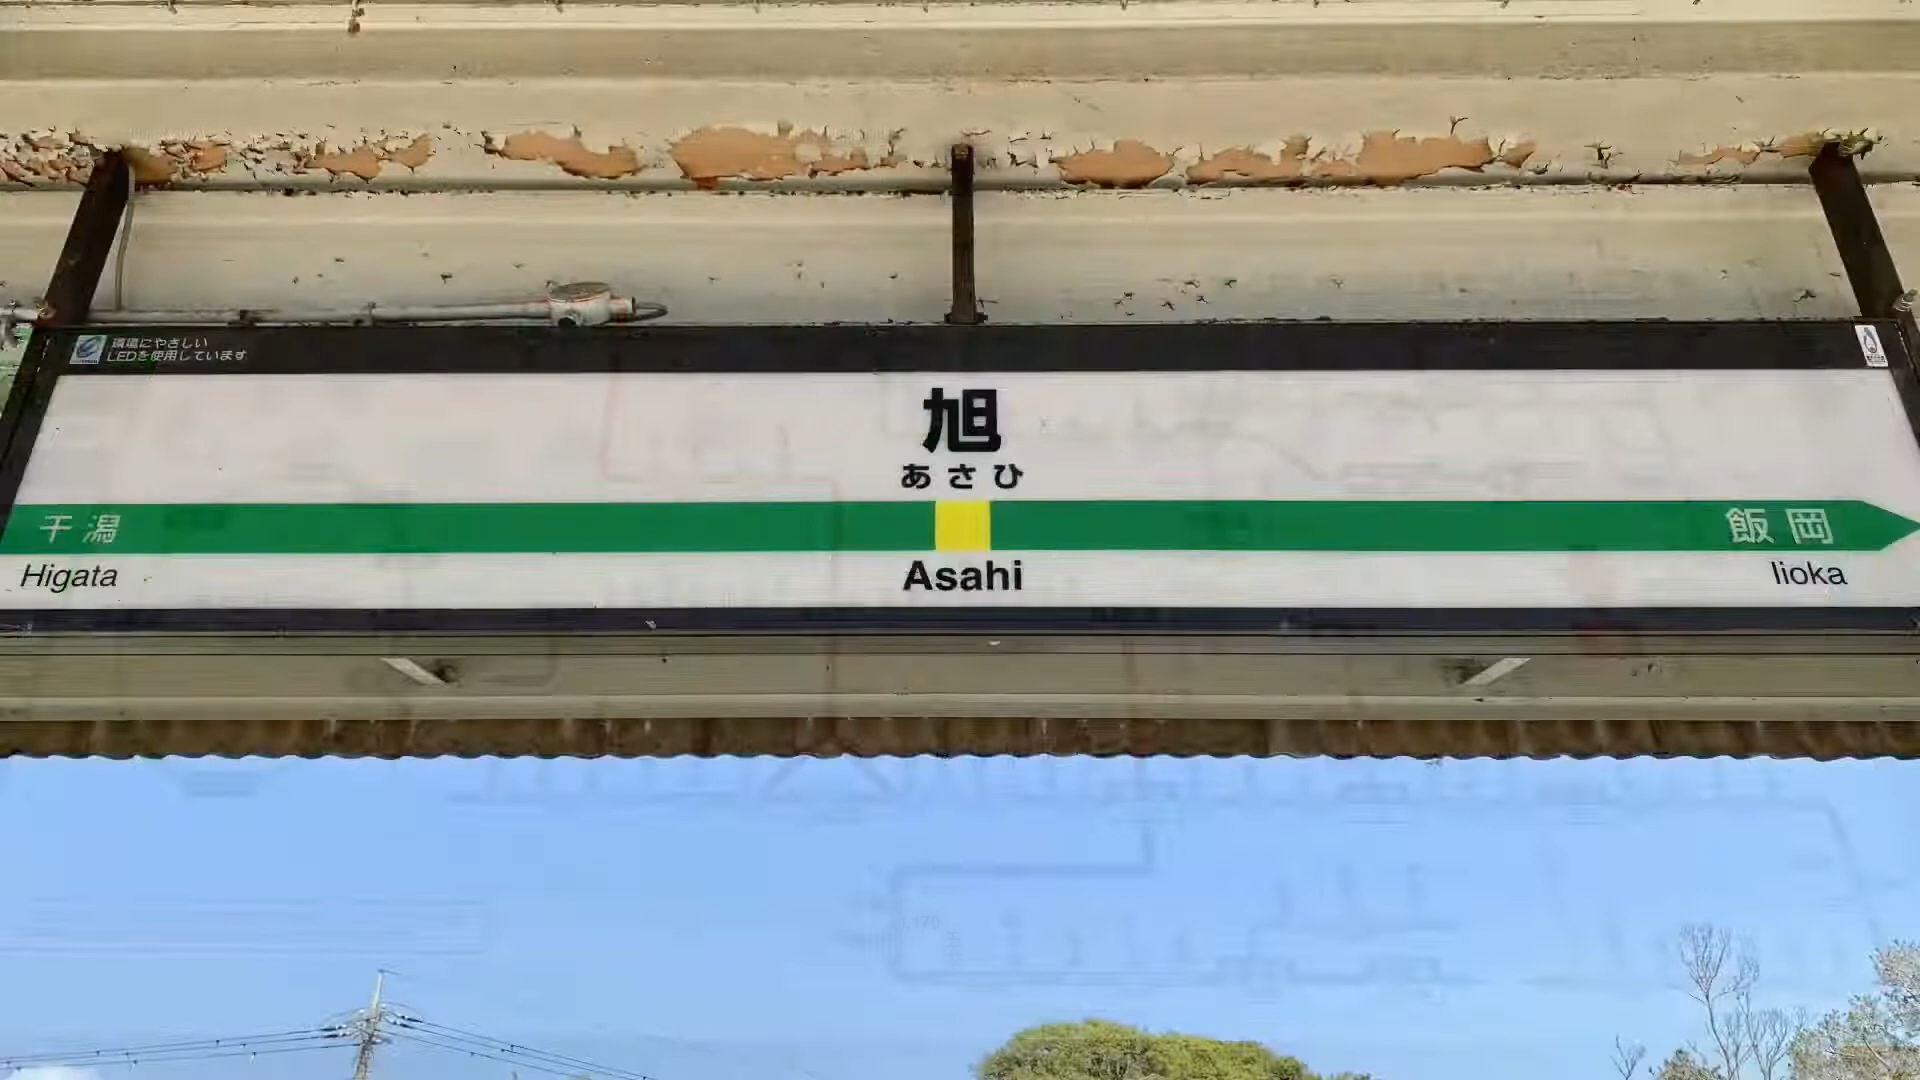 環境にやさしい
LEDを使用しています
旭
あさひ
干潟
飯岡
Higata
Asahi
Iioka